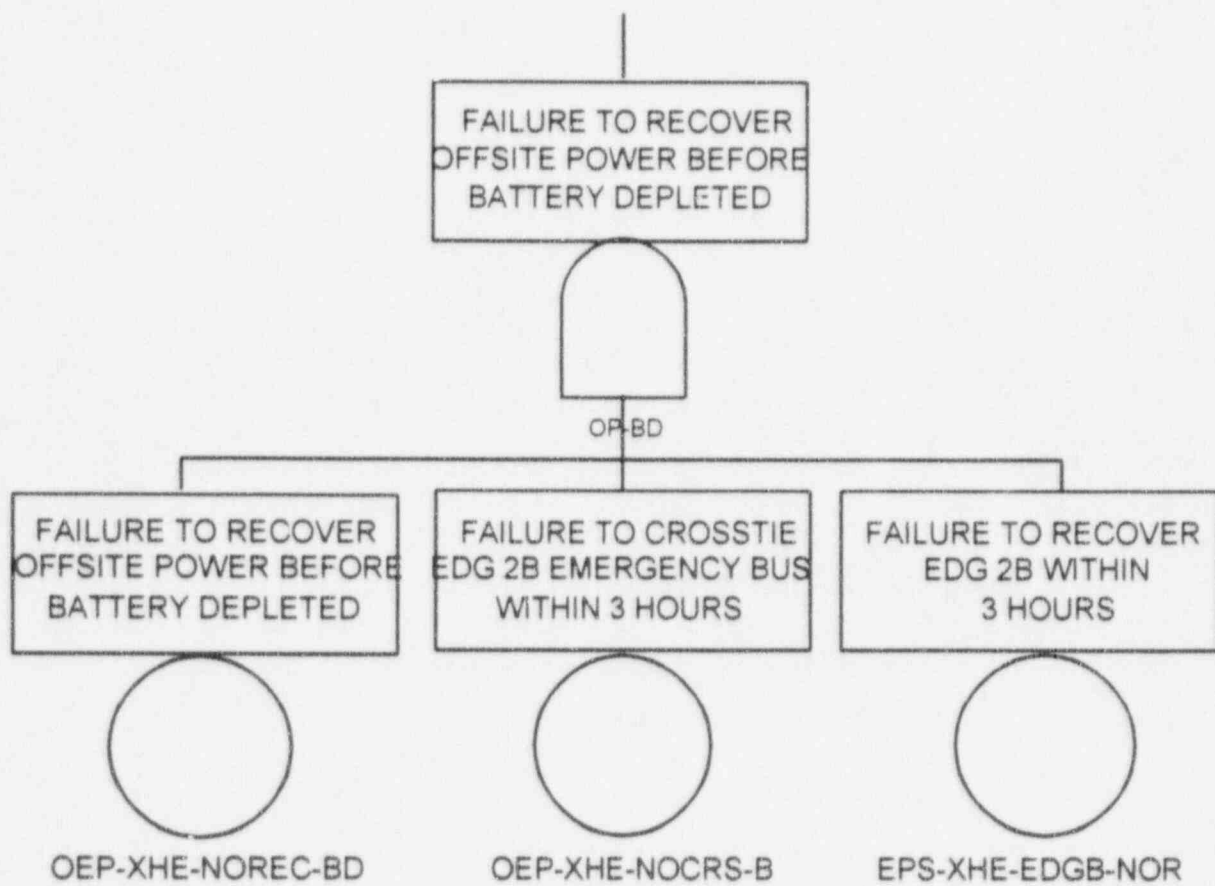 FAILURE TO RECOVER
OFFSITE POWER BEFORE
BATTERY DEPLETED
OP-BD
FAILURE TO RECOVER
OFFSITE POWER BEFORE
BATTERY DEPLETED
FAILURE TO CROSSTIE
EDG 2B EMERGENCY BUS
WITHIN 3 HOURS
FAILURE TO RECOVER
EDG 2B WITHIN
3 HOURS
OEP-XHE-NOREC-BD
OEP-XHE-NOCRS-B
EPS-XHE-EDGB-NOR